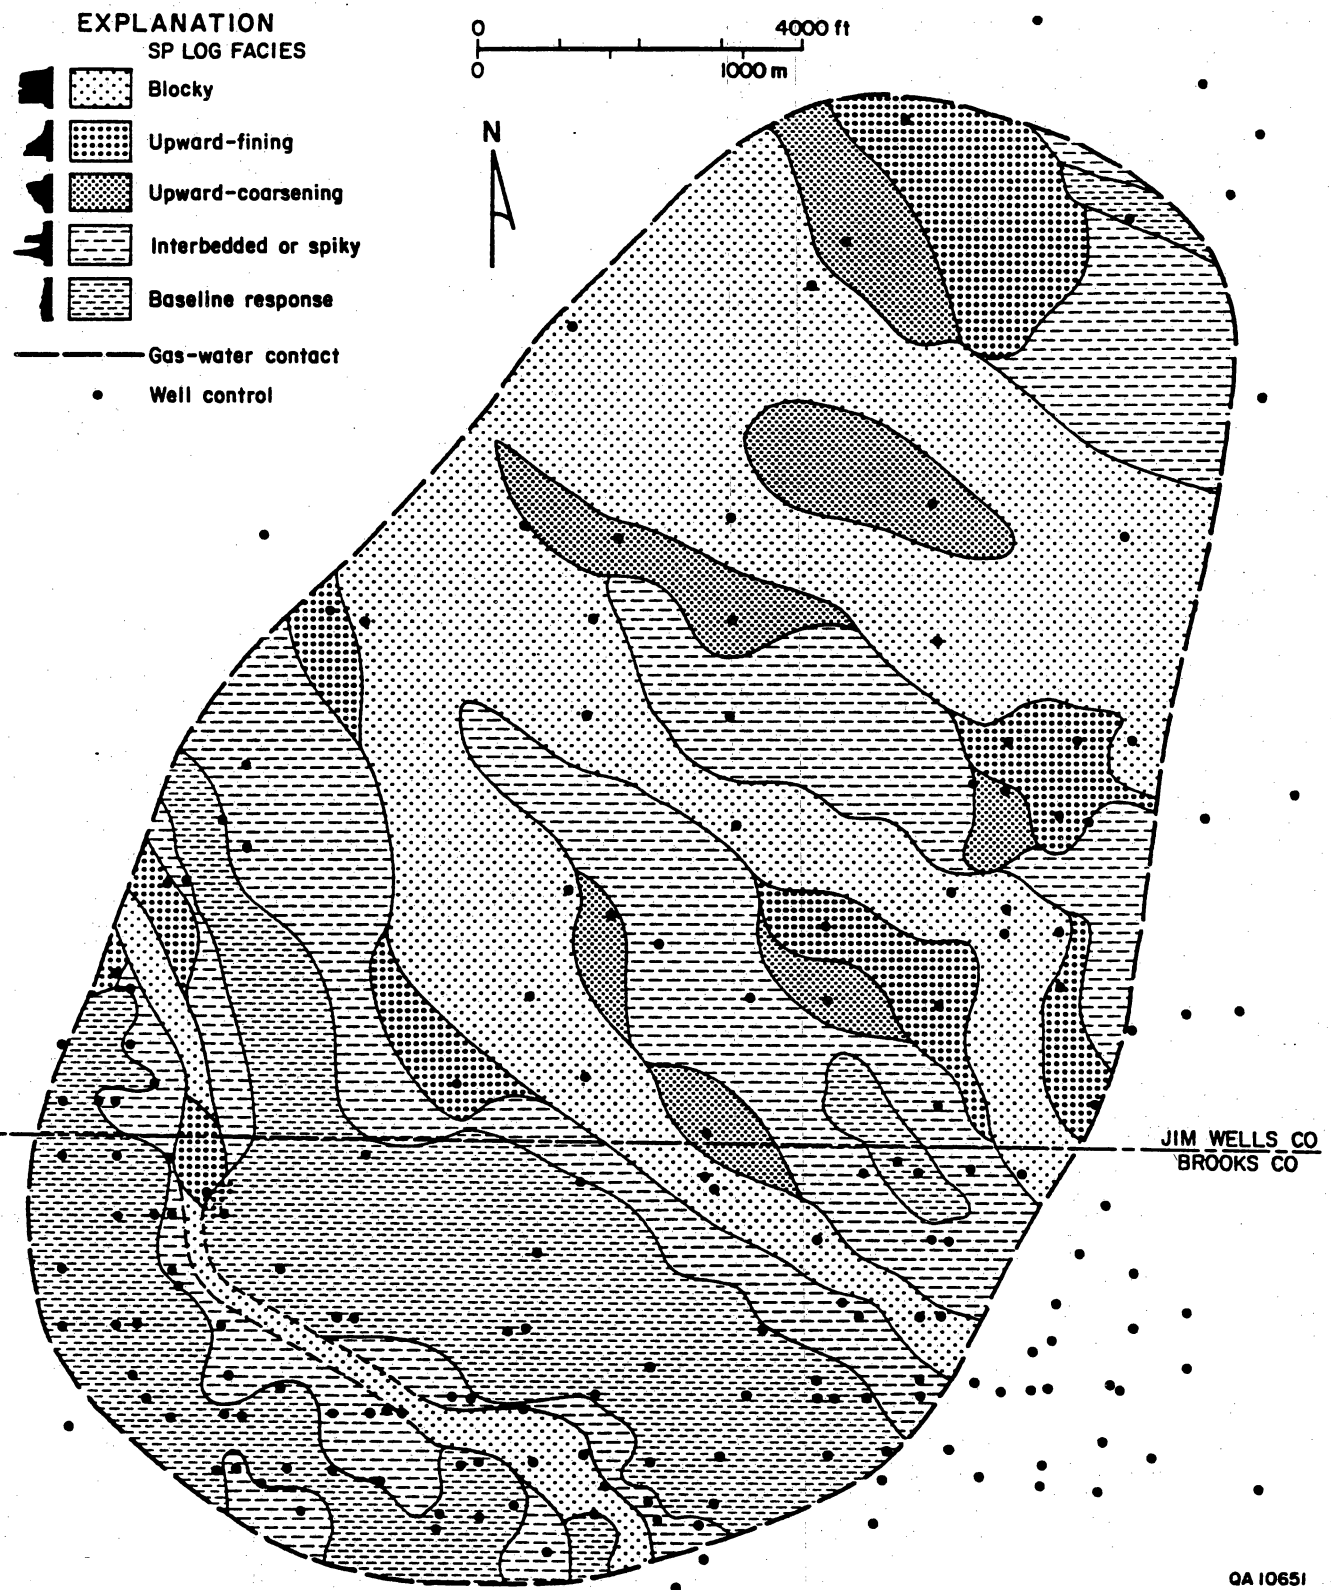 EXPLANATION
SP LOG FACIES
Blocky
Upward-fining
Upward-coarsening
Interbedded or spiky
Baseline response
Gas-water contact
Well control
0 4000 ft
0 1000 m
N
JIM WELLS CO
BROOKS CO
QA 10651